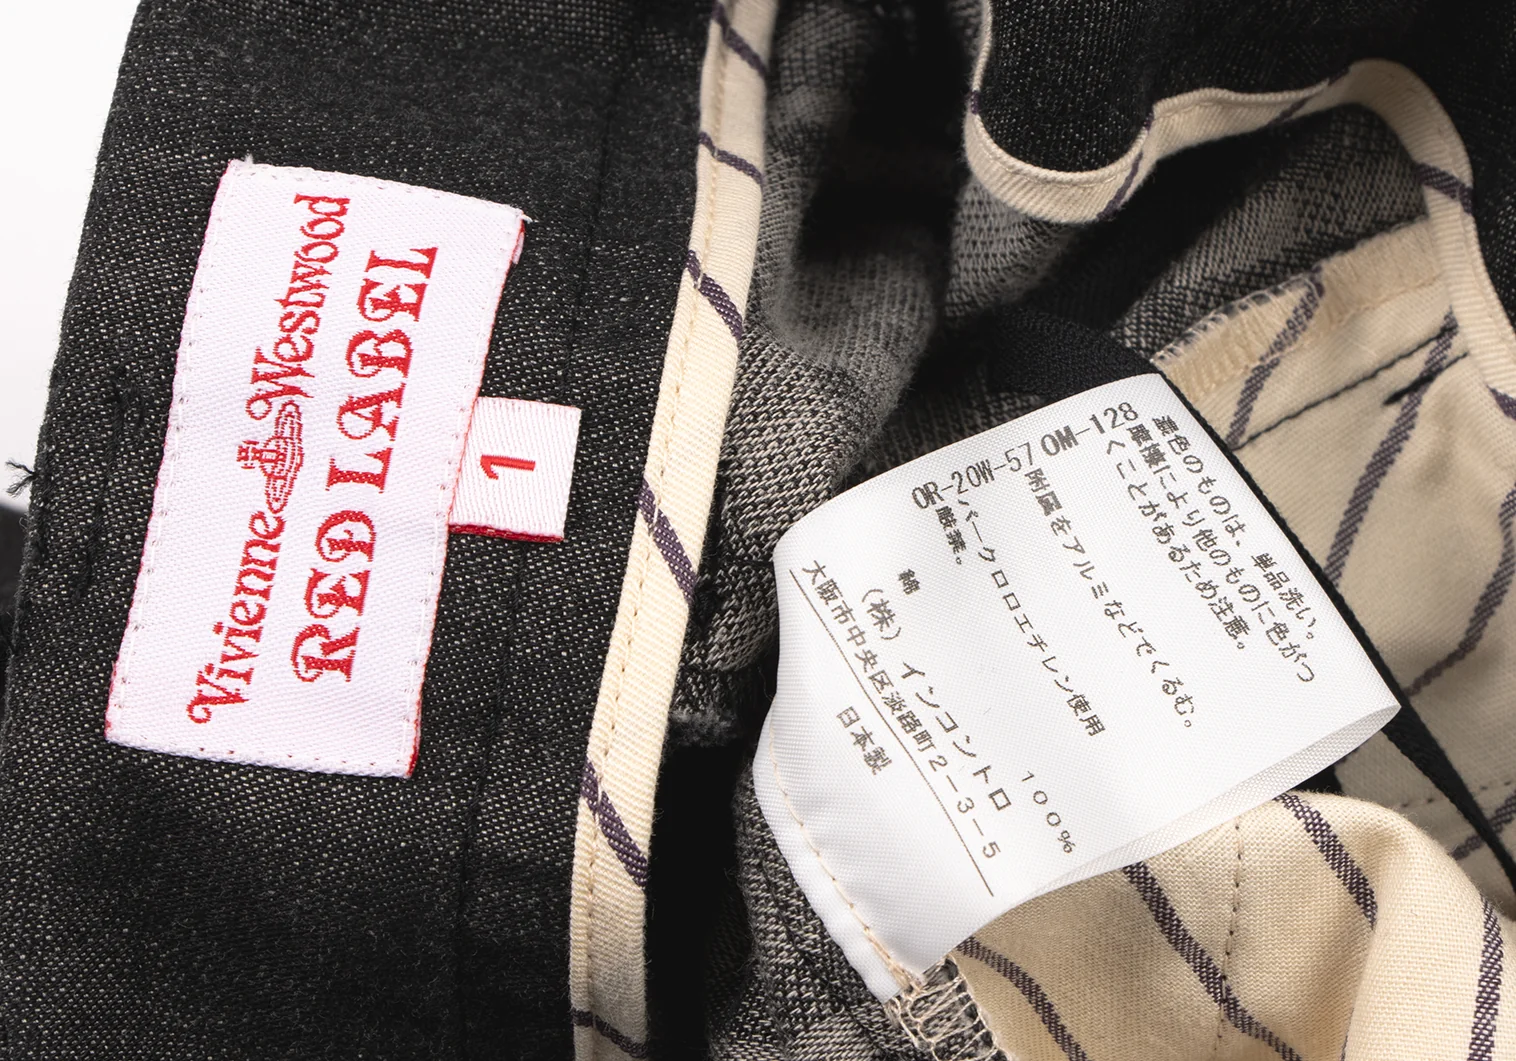 Vivienne Westwood
RED LABEL
1
濃色のものは、単品洗い。
摩擦により他のものに色がつ
くことがあるため注意。
OM-128
附属をアルミなどでくるむ。
OR-20W-57
パークロロエチレン使用
厳禁。
綿 100%
(株) インコントロ
大阪市中央区淡路町2-3-5
日本製